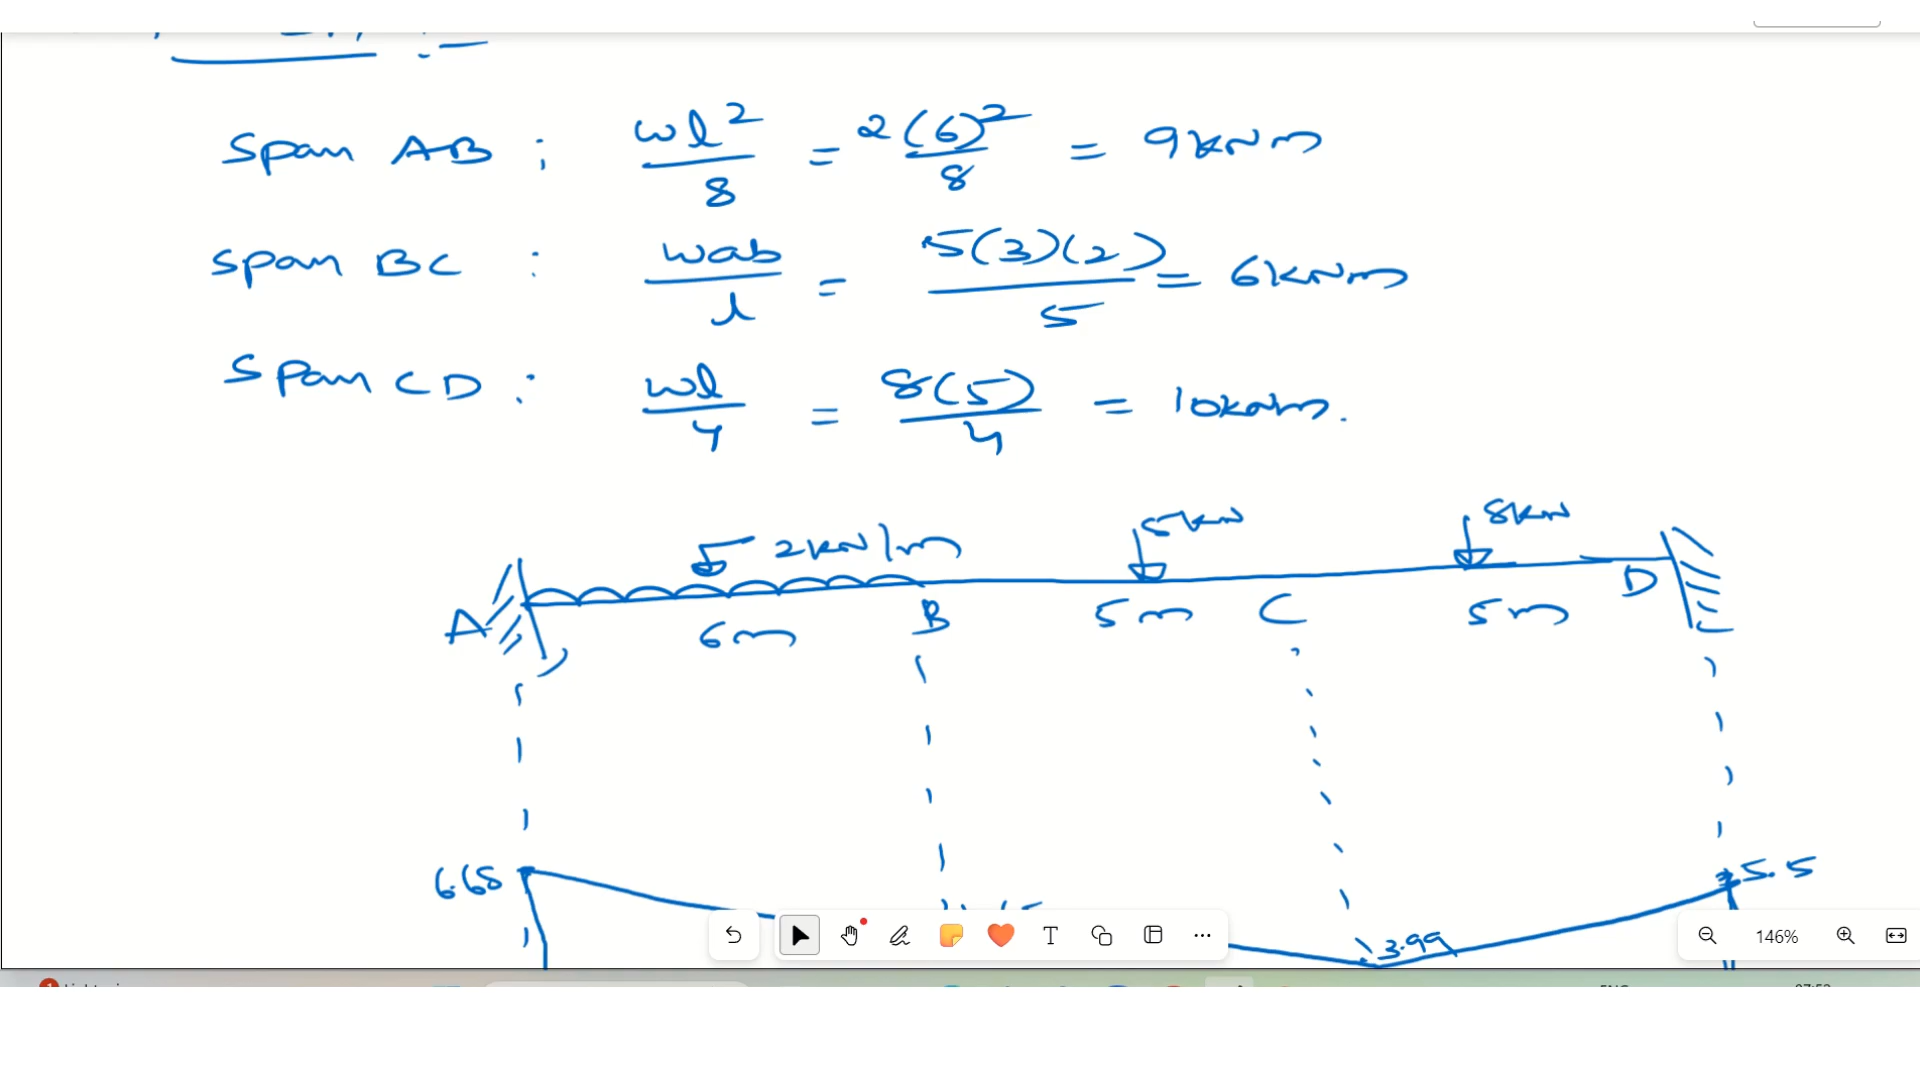 Span AB : wl²/8 = 2(6)²/8 = 9kNm
Span BC : wab/l = 5(3)(2)/5 = 6kNm
Span CD : wl/4 = 8(5)/4 = 10kNm.
2kN/m 5kN 8kN
A 6m B 5m C 5m D
6.68 5.5
3.99
T
146%